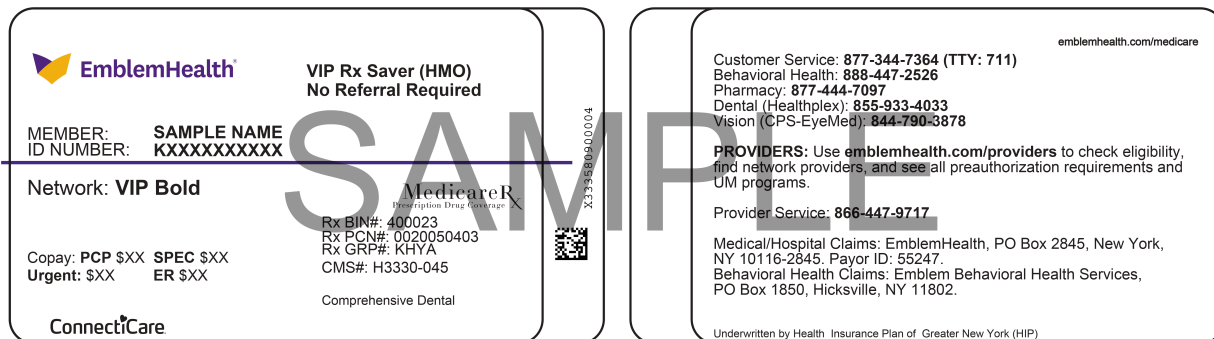 EmblemHealth®
VIP Rx Saver (HMO)
No Referral Required
MEMBER: SAMPLE NAME
ID NUMBER: KXXXXXXXXXX
Network: VIP Bold
MedicareRx
Prescription Drug Coverage
Rx BIN#: 400023
Rx PCN#: 0020050403
Rx GRP#: KHYA
CMS#: H3330-045
Copay: PCP $XX SPEC $XX
Urgent: $XX ER $XX
Comprehensive Dental
ConnectiCare
X333580900004
SAMPLE
emblemhealth.com/medicare
Customer Service: 877-344-7364 (TTY: 711)
Behavioral Health: 888-447-2526
Pharmacy: 877-444-7097
Dental (Healthplex): 855-933-4033
Vision (CPS-EyeMed): 844-790-3878
PROVIDERS: Use emblemhealth.com/providers to check eligibility,
find network providers, and see all preauthorization requirements and
UM programs.
Provider Service: 866-447-9717
Medical/Hospital Claims: EmblemHealth, PO Box 2845, New York,
NY 10116-2845. Payor ID: 55247.
Behavioral Health Claims: Emblem Behavioral Health Services,
PO Box 1850, Hicksville, NY 11802.
Underwritten by Health Insurance Plan of Greater New York (HIP)